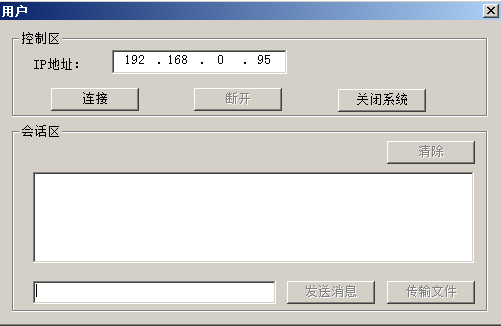 用户
控制区
IP地址: 192 . 168 . 0 . 95
连接 断开 关闭系统
会话区
清除
发送消息 传输文件